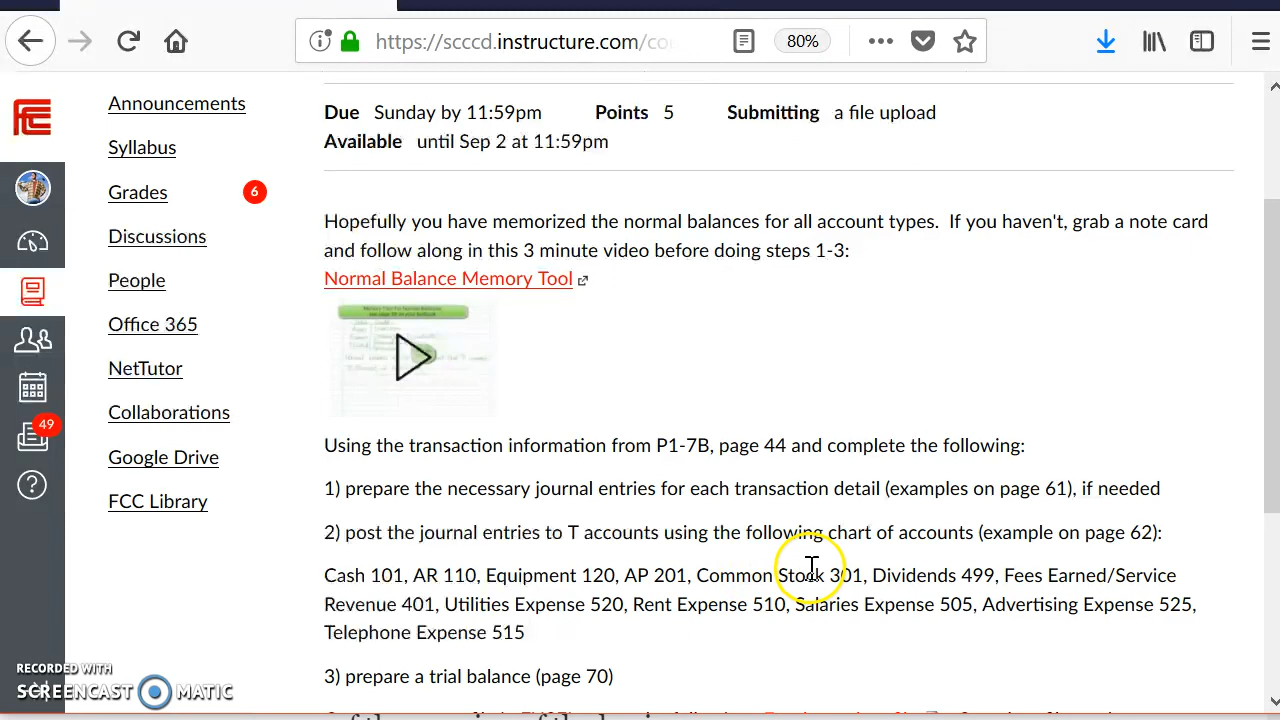 https://scccd.instructure.com/co
80%
Announcements
Syllabus
Grades 6
Discussions
People
Office 365
NetTutor
Collaborations
Google Drive
FCC Library
49
Due Sunday by 11:59pm Points 5 Submitting a file upload
Available until Sep 2 at 11:59pm
Hopefully you have memorized the normal balances for all account types. If you haven't, grab a note card
and follow along in this 3 minute video before doing steps 1-3:
Normal Balance Memory Tool
Using the transaction information from P1-7B, page 44 and complete the following:
1) prepare the necessary journal entries for each transaction detail (examples on page 61), if needed
2) post the journal entries to T accounts using the following chart of accounts (example on page 62):
Cash 101, AR 110, Equipment 120, AP 201, Common Stock 301, Dividends 499, Fees Earned/Service
Revenue 401, Utilities Expense 520, Rent Expense 510, Salaries Expense 505, Advertising Expense 525,
Telephone Expense 515
3) prepare a trial balance (page 70)
RECORDED WITH
SCREENCAST MATIC